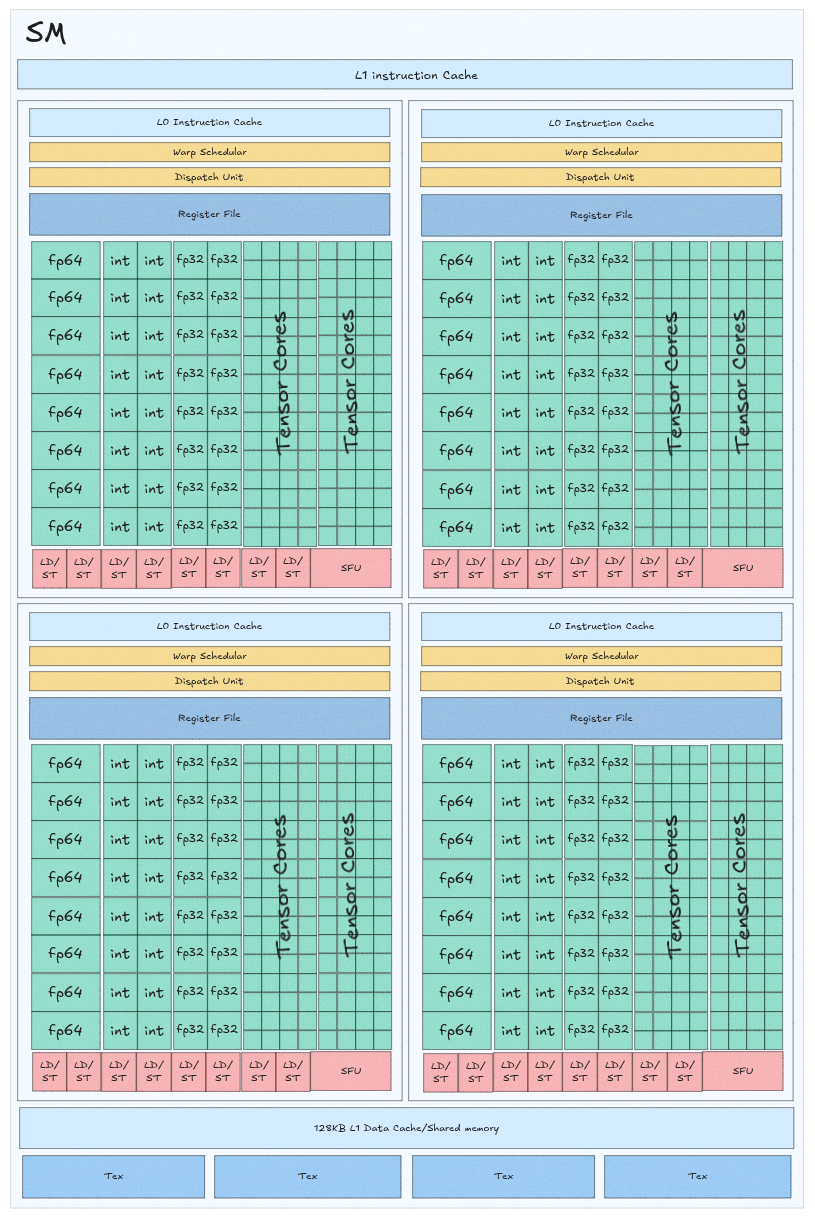 SM
L1 instruction Cache
L0 Instruction Cache
Warp Schedular
Dispatch Unit
Register File
fp64 int int fp32 fp32
fp64 int int fp32 fp32
fp64 int int fp32 fp32
fp64 int int fp32 fp32
fp64 int int fp32 fp32
fp64 int int fp32 fp32
fp64 int int fp32 fp32
fp64 int int fp32 fp32
Tensor Cores
Tensor Cores
LD/ST LD/ST LD/ST LD/ST LD/ST LD/ST LD/ST LD/ST SFU
L0 Instruction Cache
Warp Schedular
Dispatch Unit
Register File
fp64 int int fp32 fp32
fp64 int int fp32 fp32
fp64 int int fp32 fp32
fp64 int int fp32 fp32
fp64 int int fp32 fp32
fp64 int int fp32 fp32
fp64 int int fp32 fp32
fp64 int int fp32 fp32
Tensor Cores
Tensor Cores
LD/ST LD/ST LD/ST LD/ST LD/ST LD/ST LD/ST LD/ST SFU
L0 Instruction Cache
Warp Schedular
Dispatch Unit
Register File
fp64 int int fp32 fp32
fp64 int int fp32 fp32
fp64 int int fp32 fp32
fp64 int int fp32 fp32
fp64 int int fp32 fp32
fp64 int int fp32 fp32
fp64 int int fp32 fp32
fp64 int int fp32 fp32
Tensor Cores
Tensor Cores
LD/ST LD/ST LD/ST LD/ST LD/ST LD/ST LD/ST LD/ST SFU
L0 Instruction Cache
Warp Schedular
Dispatch Unit
Register File
fp64 int int fp32 fp32
fp64 int int fp32 fp32
fp64 int int fp32 fp32
fp64 int int fp32 fp32
fp64 int int fp32 fp32
fp64 int int fp32 fp32
fp64 int int fp32 fp32
fp64 int int fp32 fp32
Tensor Cores
Tensor Cores
LD/ST LD/ST LD/ST LD/ST LD/ST LD/ST LD/ST LD/ST SFU
128KB L1 Data Cache/Shared memory
Tex Tex Tex Tex